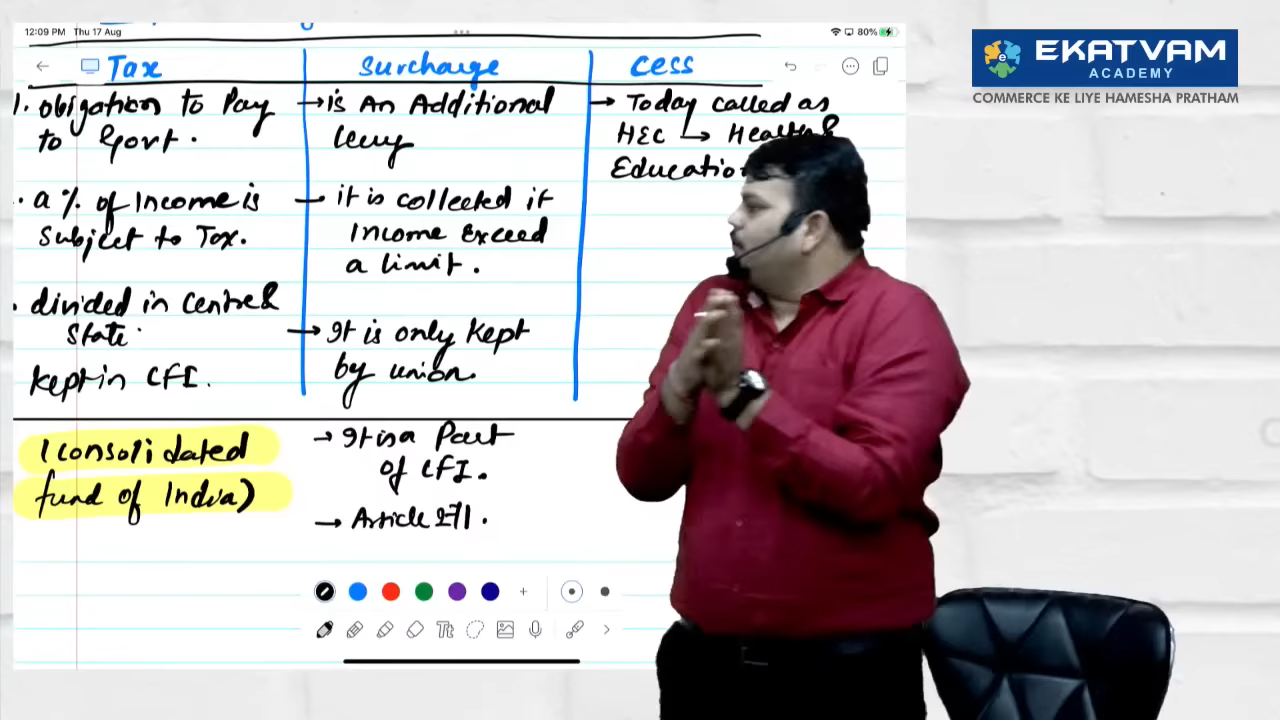 12:09 PM Thu 17 Aug
80%
EKATVAM
ACADEMY
COMMERCE KE LIYE HAMESHA PRATHAM
Tax
1. obligation to Pay
to Govt.
. a % of Income is
Subject to Tax.
. divided in Centre &
State
Kept in CFI.
(Consolidated
fund of India)
Surcharge
→ is An Additional
levy
it is collected if
Income Exceed
a limit.
→ It is only Kept
by union.
→ It is a Part
of CFI.
→ Article 271.
Cess
→ Today called as
HEC → Health &
Education
Tt